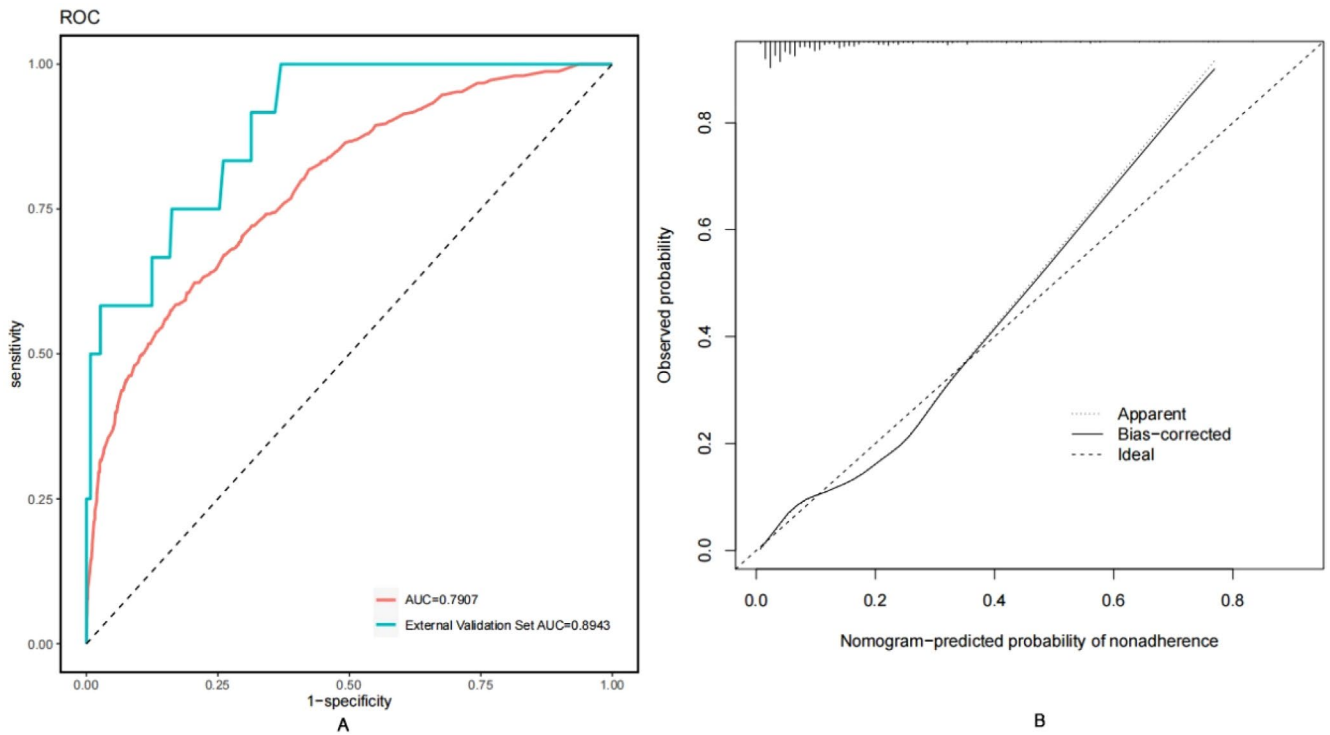 ROC
1.00
0.75
0.50
0.25
0.00
sensitivity
AUC=0.7907
External Validation Set AUC=0.8943
0.00
0.25
0.50
0.75
1.00
1−specificity
A
0.8
0.6
0.4
0.2
0.0
Observed probability
Apparent
Bias−corrected
Ideal
0.0
0.2
0.4
0.6
0.8
Nomogram−predicted probability of nonadherence
B